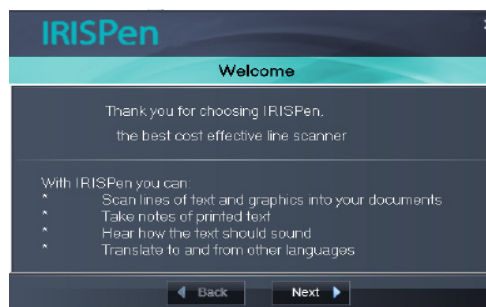 IRISPen
Welcome
Thank you for choosing IRISPen,
the best cost effective line scanner
With IRISPen you can:
* Scan lines of text and graphics into your documents
* Take notes of printed text
* Hear how the text should sound
* Translate to and from other languages
Back Next